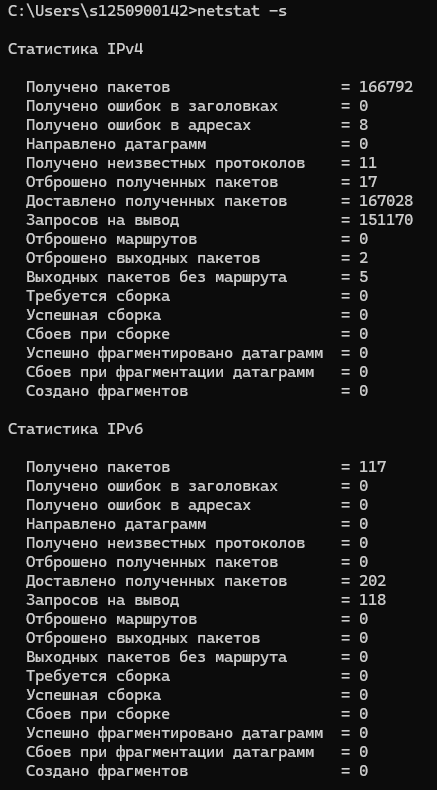 C:\Users\s1250900142>netstat -s
Статистика IPv4
Получено пакетов = 166792
Получено ошибок в заголовках = 0
Получено ошибок в адресах = 8
Направлено датаграмм = 0
Получено неизвестных протоколов = 11
Отброшено полученных пакетов = 17
Доставлено полученных пакетов = 167028
Запросов на вывод = 151170
Отброшено маршрутов = 0
Отброшено выходных пакетов = 2
Выходных пакетов без маршрута = 5
Требуется сборка = 0
Успешная сборка = 0
Сбоев при сборке = 0
Успешно фрагментировано датаграмм = 0
Сбоев при фрагментации датаграмм = 0
Создано фрагментов = 0
Статистика IPv6
Получено пакетов = 117
Получено ошибок в заголовках = 0
Получено ошибок в адресах = 0
Направлено датаграмм = 0
Получено неизвестных протоколов = 0
Отброшено полученных пакетов = 0
Доставлено полученных пакетов = 202
Запросов на вывод = 118
Отброшено маршрутов = 0
Отброшено выходных пакетов = 0
Выходных пакетов без маршрута = 0
Требуется сборка = 0
Успешная сборка = 0
Сбоев при сборке = 0
Успешно фрагментировано датаграмм = 0
Сбоев при фрагментации датаграмм = 0
Создано фрагментов = 0